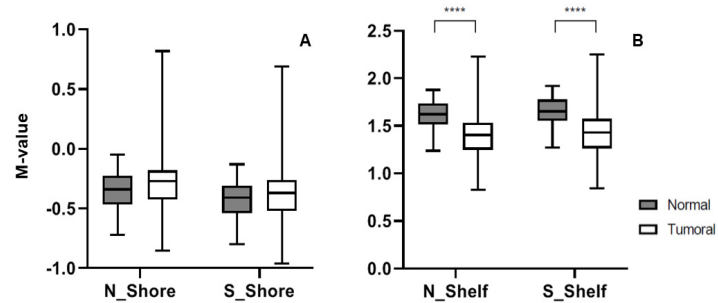 A
M-value
1.0
0.5
0.0
-0.5
-1.0
N_Shore
S_Shore
B
****
****
2.5
2.0
1.5
1.0
0.5
0.0
N_Shelf
S_Shelf
Normal
Tumoral